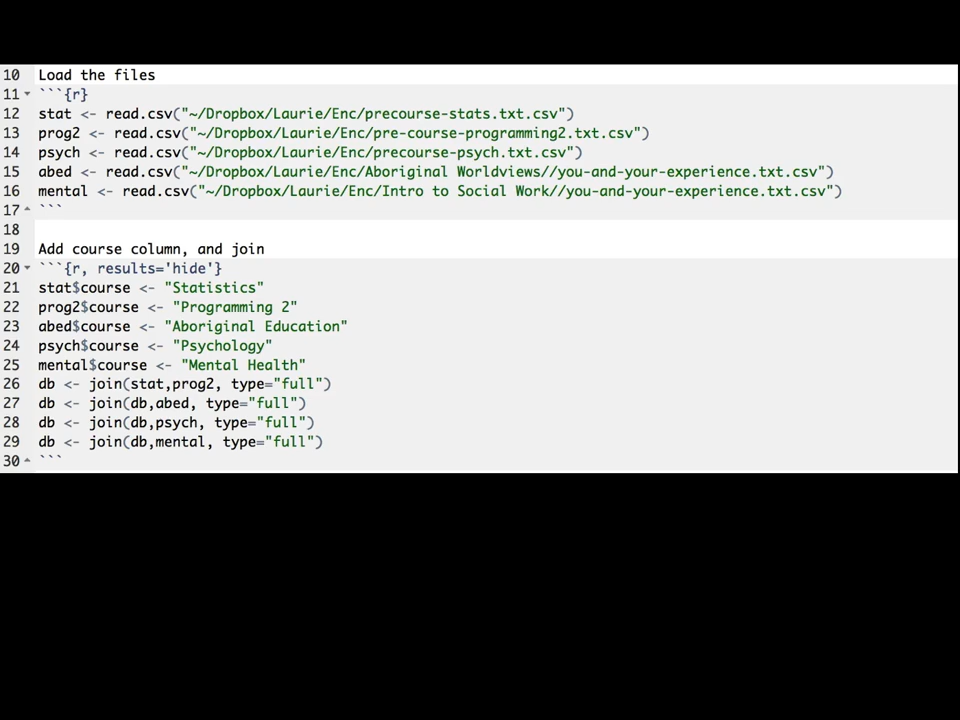 10 Load the files
11 ```{r}
12 stat <- read.csv("~/Dropbox/Laurie/Enc/precourse-stats.txt.csv")
13 prog2 <- read.csv("~/Dropbox/Laurie/Enc/pre-course-programming2.txt.csv")
14 psych <- read.csv("~/Dropbox/Laurie/Enc/precourse-psych.txt.csv")
15 abed <- read.csv("~/Dropbox/Laurie/Enc/Aboriginal Worldviews//you-and-your-experience.txt.csv")
16 mental <- read.csv("~/Dropbox/Laurie/Enc/Intro to Social Work//you-and-your-experience.txt.csv")
17 ```
18
19 Add course column, and join
20 ```{r, results='hide'}
21 stat$course <- "Statistics"
22 prog2$course <- "Programming 2"
23 abed$course <- "Aboriginal Education"
24 psych$course <- "Psychology"
25 mental$course <- "Mental Health"
26 db <- join(stat,prog2, type="full")
27 db <- join(db,abed, type="full")
28 db <- join(db,psych, type="full")
29 db <- join(db,mental, type="full")
30 ```